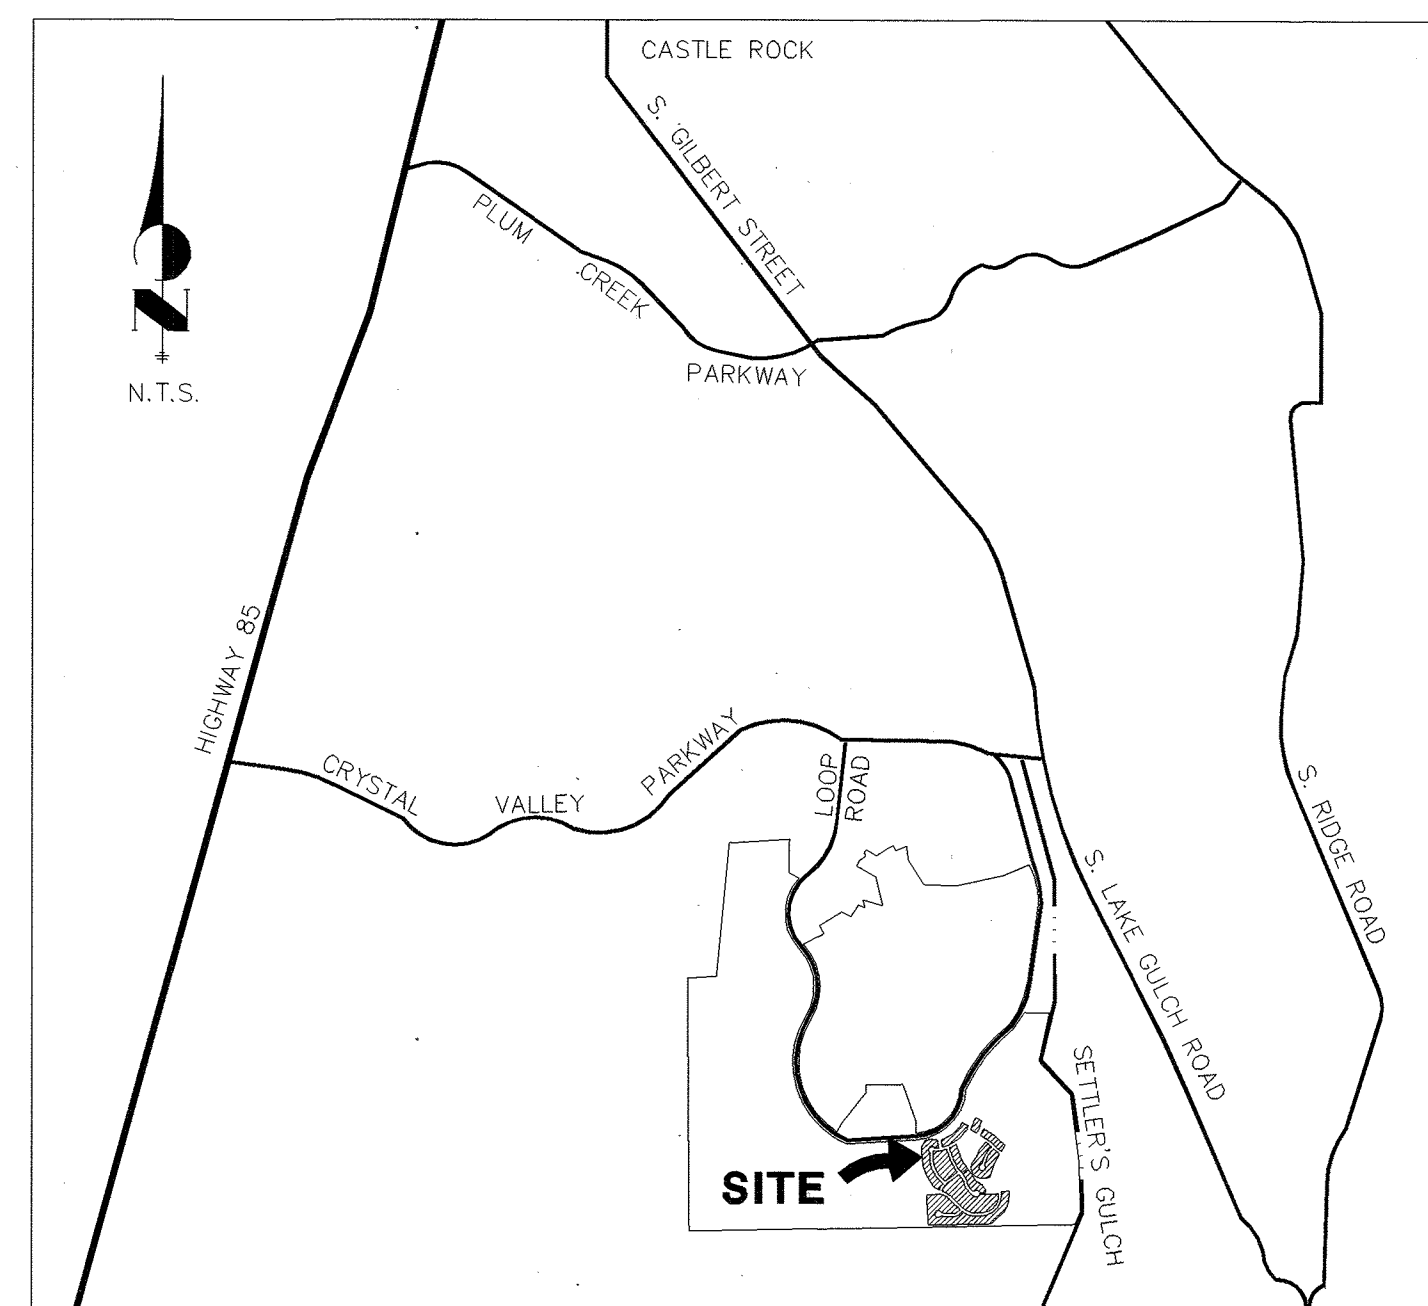 CASTLE ROCK
S. GILBERT STREET
PLUM
CREEK
PARKWAY
N
N.T.S.
HIGHWAY 85
CRYSTAL
VALLEY
PARKWAY
LOOP
ROAD
S. RIDGE ROAD
S. LAKE GULCH ROAD
SETTLER'S GULCH
SITE